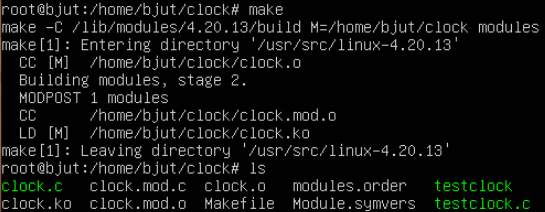 root@bjut:/home/bjut/clock# make
make -C /lib/modules/4.20.13/build M=/home/bjut/clock modules
make[1]: Entering directory '/usr/src/linux-4.20.13'
  CC [M]  /home/bjut/clock/clock.o
  Building modules, stage 2.
  MODPOST 1 modules
  CC      /home/bjut/clock/clock.mod.o
  LD [M]  /home/bjut/clock/clock.ko
make[1]: Leaving directory '/usr/src/linux-4.20.13'
root@bjut:/home/bjut/clock# ls
clock.c   clock.mod.c  clock.o   modules.order   testclock
clock.ko  clock.mod.o  Makefile  Module.symvers  testclock.c